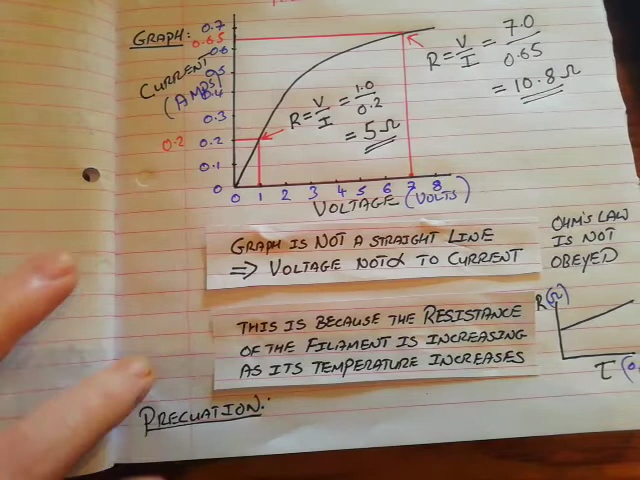 GRAPH:
CURRENT
(AMPS)
0.7
0.65
0.6
0.5
0.4
0.3
0.2
0.2
0.1
0
0 1 2 3 4 5 6 7 8
VOLTAGE (VOLTS)
R = V/I = 1.0/0.2
= 5Ω
R = V/I = 7.0/0.65
= 10.8Ω
GRAPH IS NOT A STRAIGHT LINE
⇒ VOLTAGE NOT α TO CURRENT
OHM'S LAW
IS NOT
OBEYED
THIS IS BECAUSE THE RESISTANCE
OF THE FILAMENT IS INCREASING
AS ITS TEMPERATURE INCREASES
R(Ω)
T
PRECUATION: